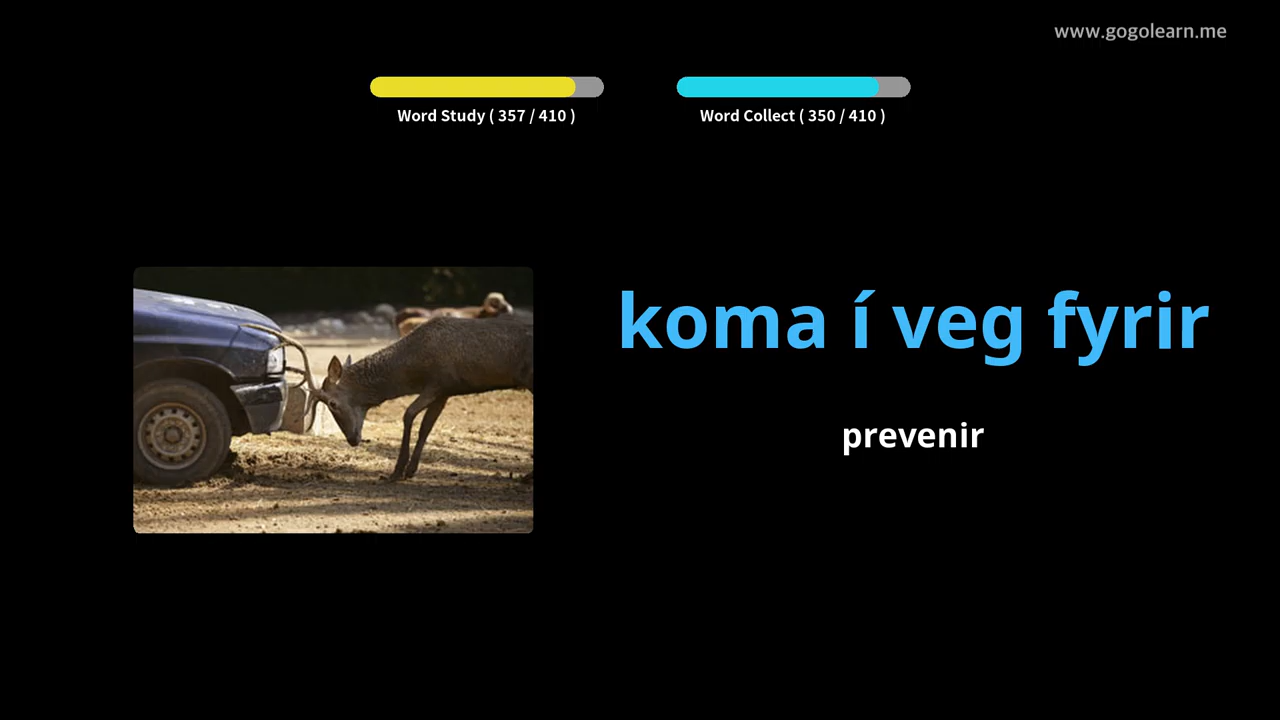 www.gogolearn.me
Word Study ( 357 / 410 )
Word Collect ( 350 / 410 )
koma í veg fyrir
prevenir